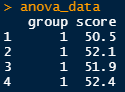 > anova_data
  group score
1     1  50.5
2     1  52.1
3     1  51.9
4     1  52.4